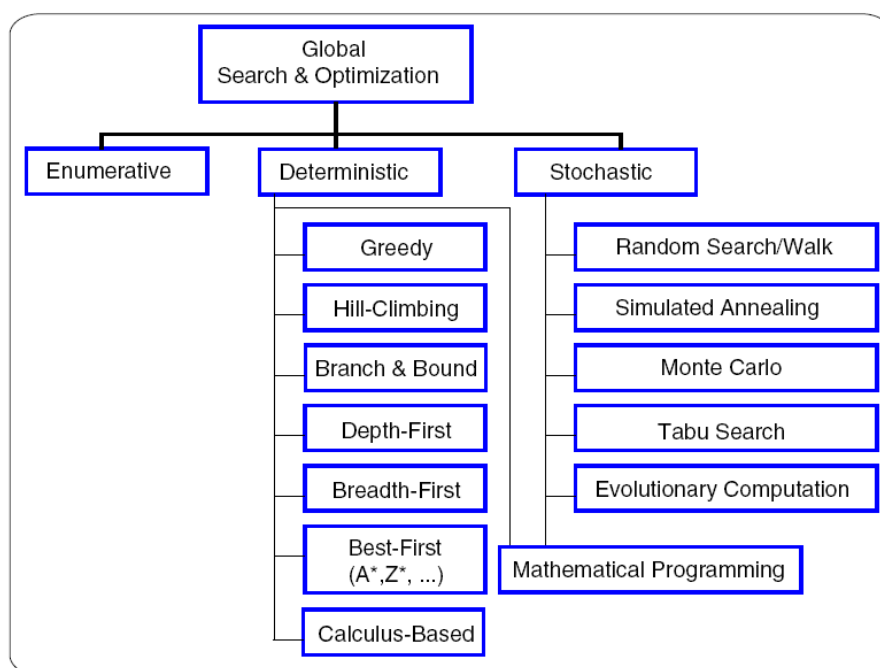 Global
Search & Optimization
Enumerative
Deterministic
Stochastic
Greedy
Hill-Climbing
Branch & Bound
Depth-First
Breadth-First
Best-First
(A*,Z*, ...)
Calculus-Based
Random Search/Walk
Simulated Annealing
Monte Carlo
Tabu Search
Evolutionary Computation
Mathematical Programming